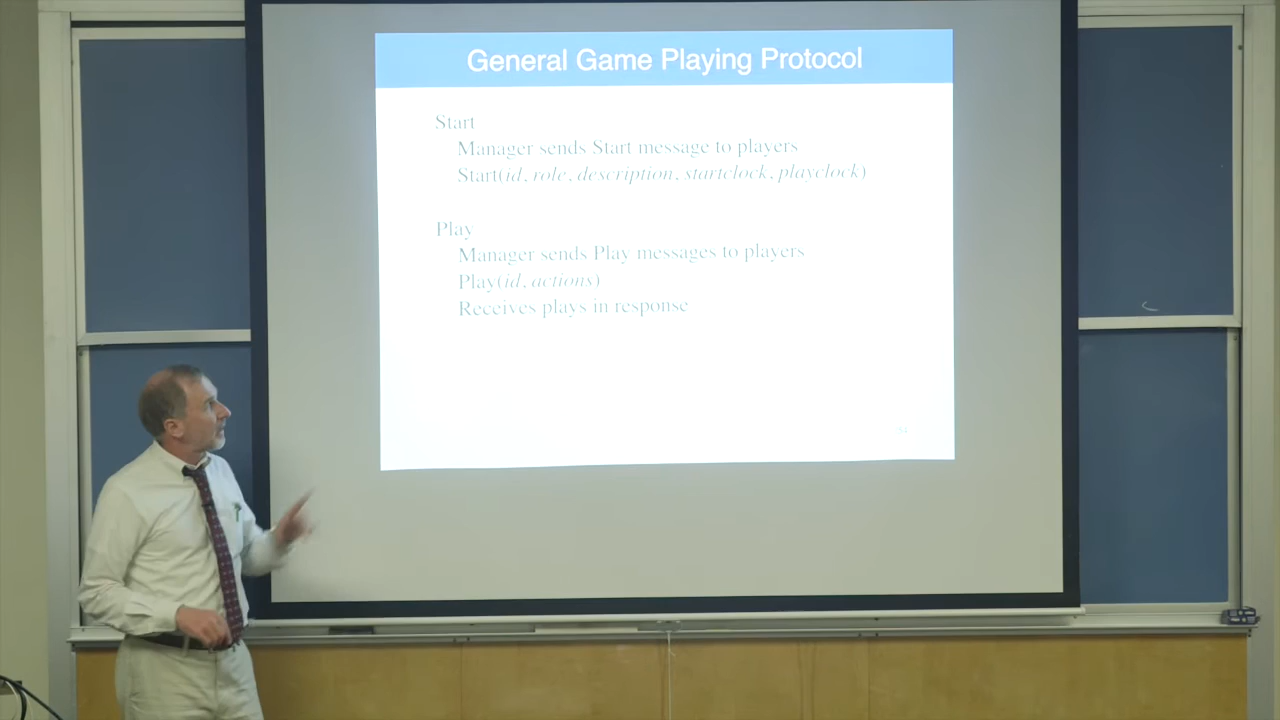 General Game Playing Protocol
Start
Manager sends Start message to players
Start(id, role, description, startclock, playclock)
Play
Manager sends Play messages to players
Play(id, actions)
Receives plays in response